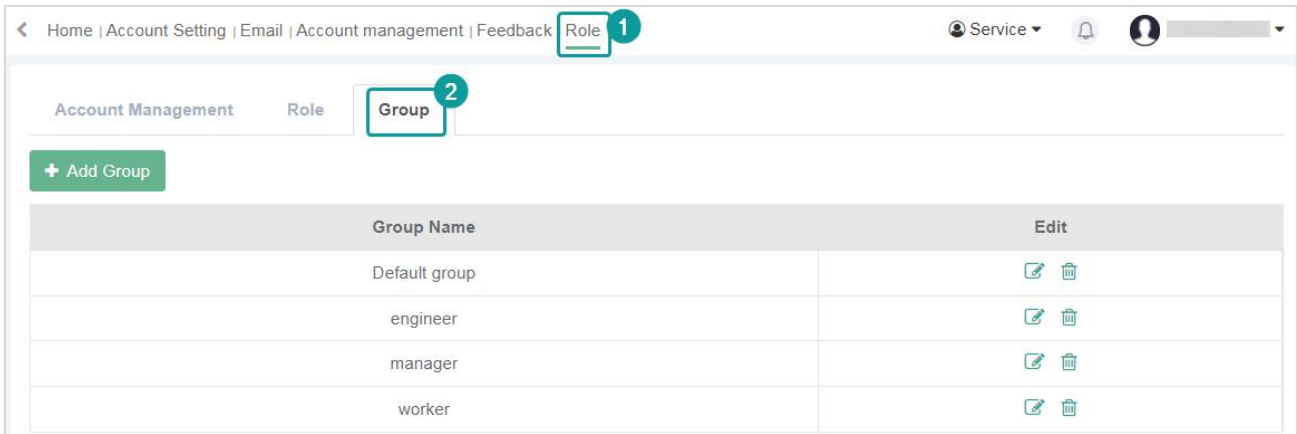 Home | Account Setting | Email | Account management | Feedback Role 1 Service
Account Management Role Group 2
+ Add Group
Group Name Edit
Default group
engineer
manager
worker